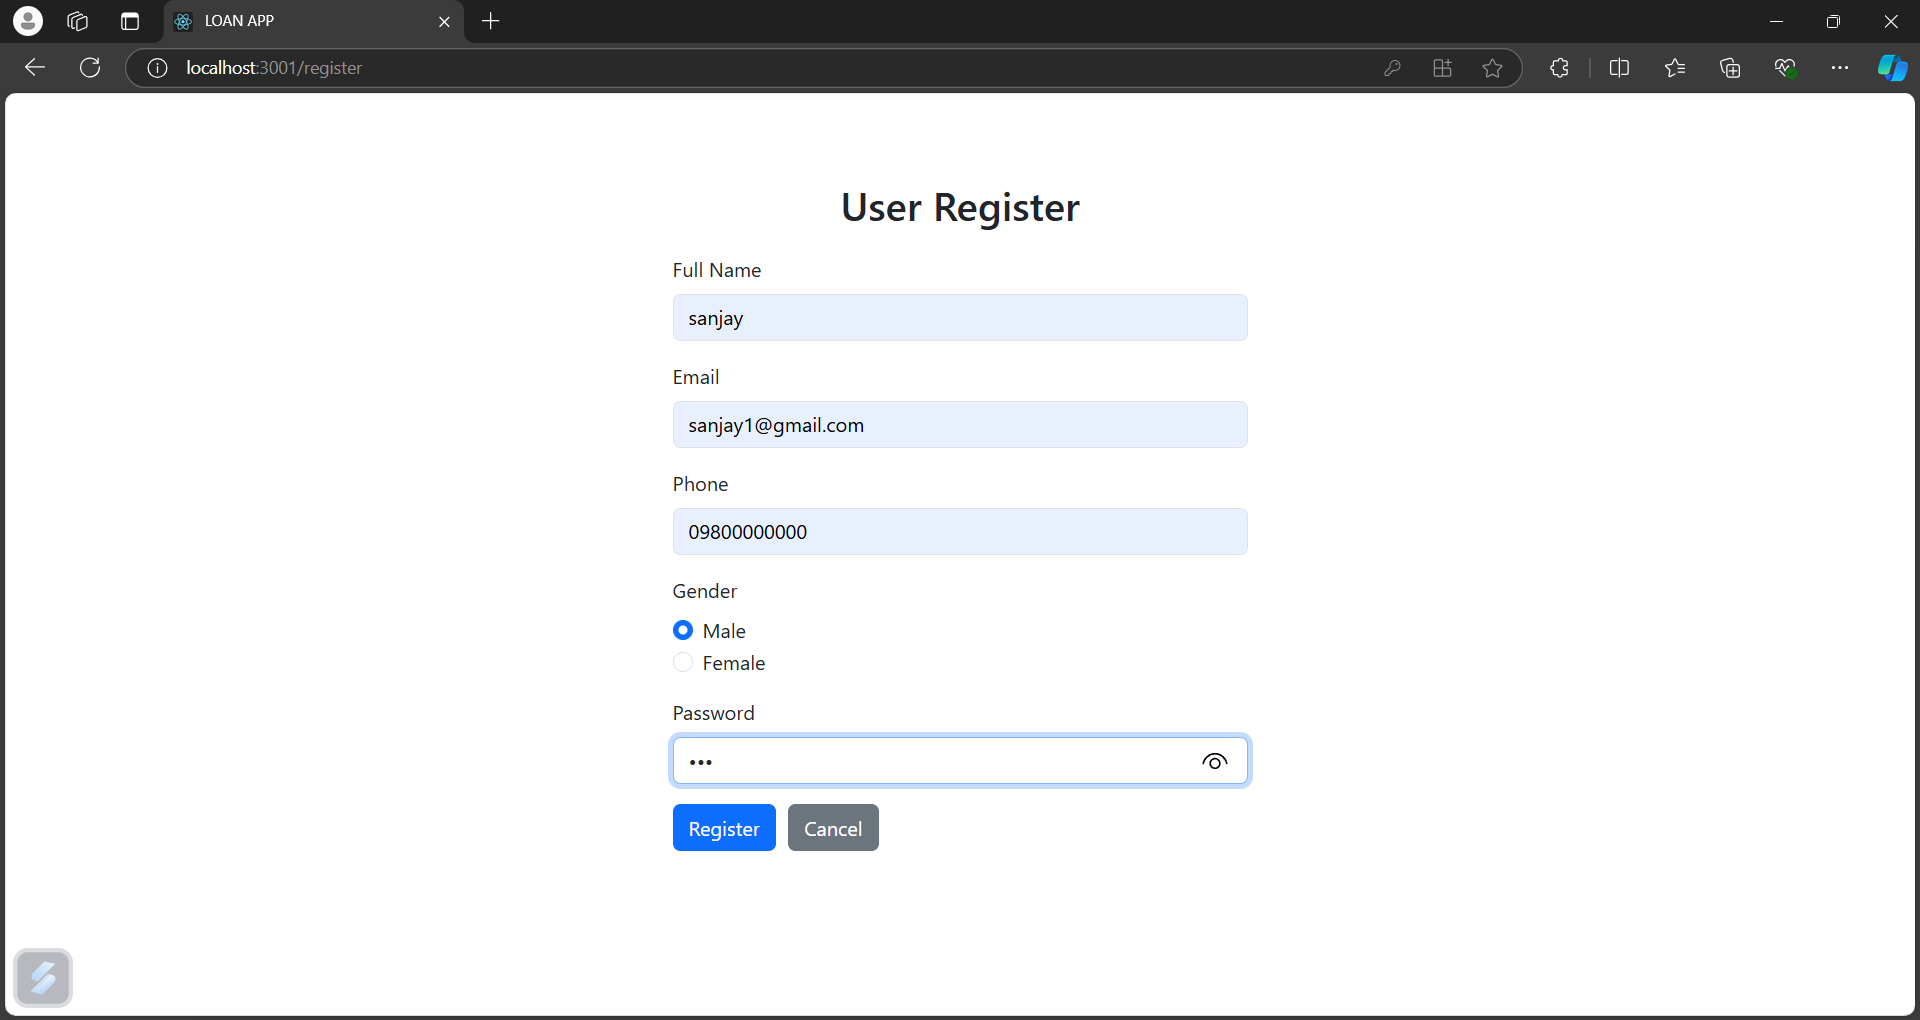 LOAN APP
localhost:3001/register
User Register
Full Name
sanjay
Email
sanjay1@gmail.com
Phone
09800000000
Gender
Male
Female
Password
•••
Register Cancel